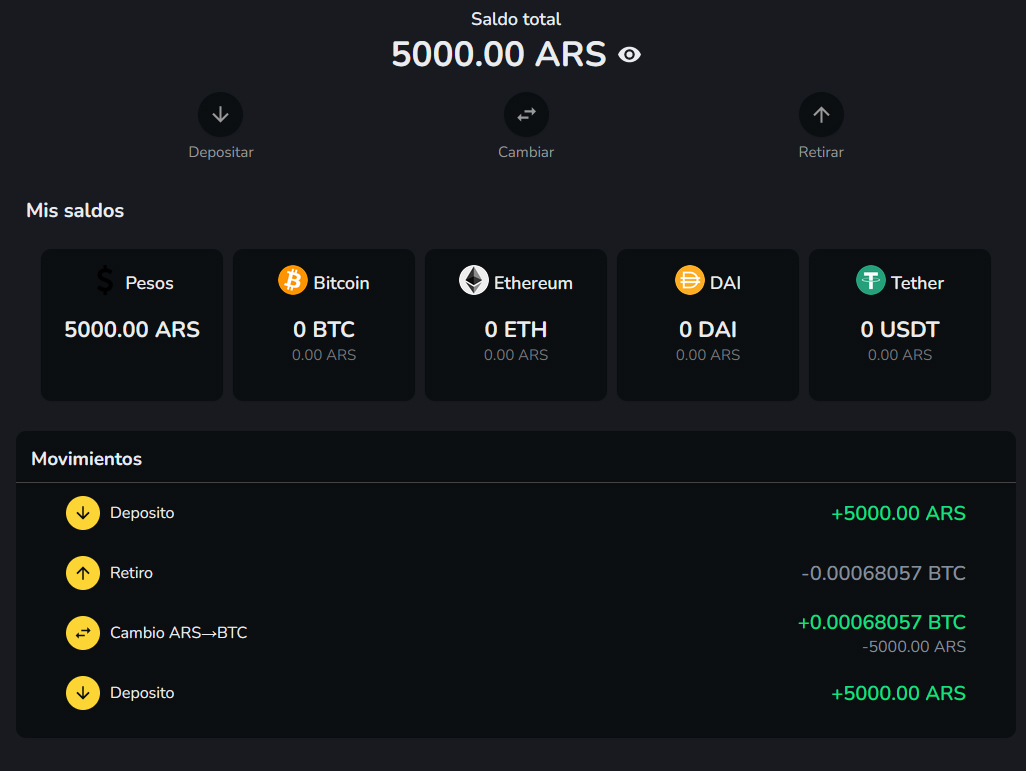 Saldo total
5000.00 ARS
Depositar
Cambiar
Retirar
Mis saldos
$ Pesos
5000.00 ARS
Bitcoin
0 BTC
0.00 ARS
Ethereum
0 ETH
0.00 ARS
DAI
0 DAI
0.00 ARS
Tether
0 USDT
0.00 ARS
Movimientos
Deposito +5000.00 ARS
Retiro -0.00068057 BTC
Cambio ARS→BTC +0.00068057 BTC
-5000.00 ARS
Deposito +5000.00 ARS